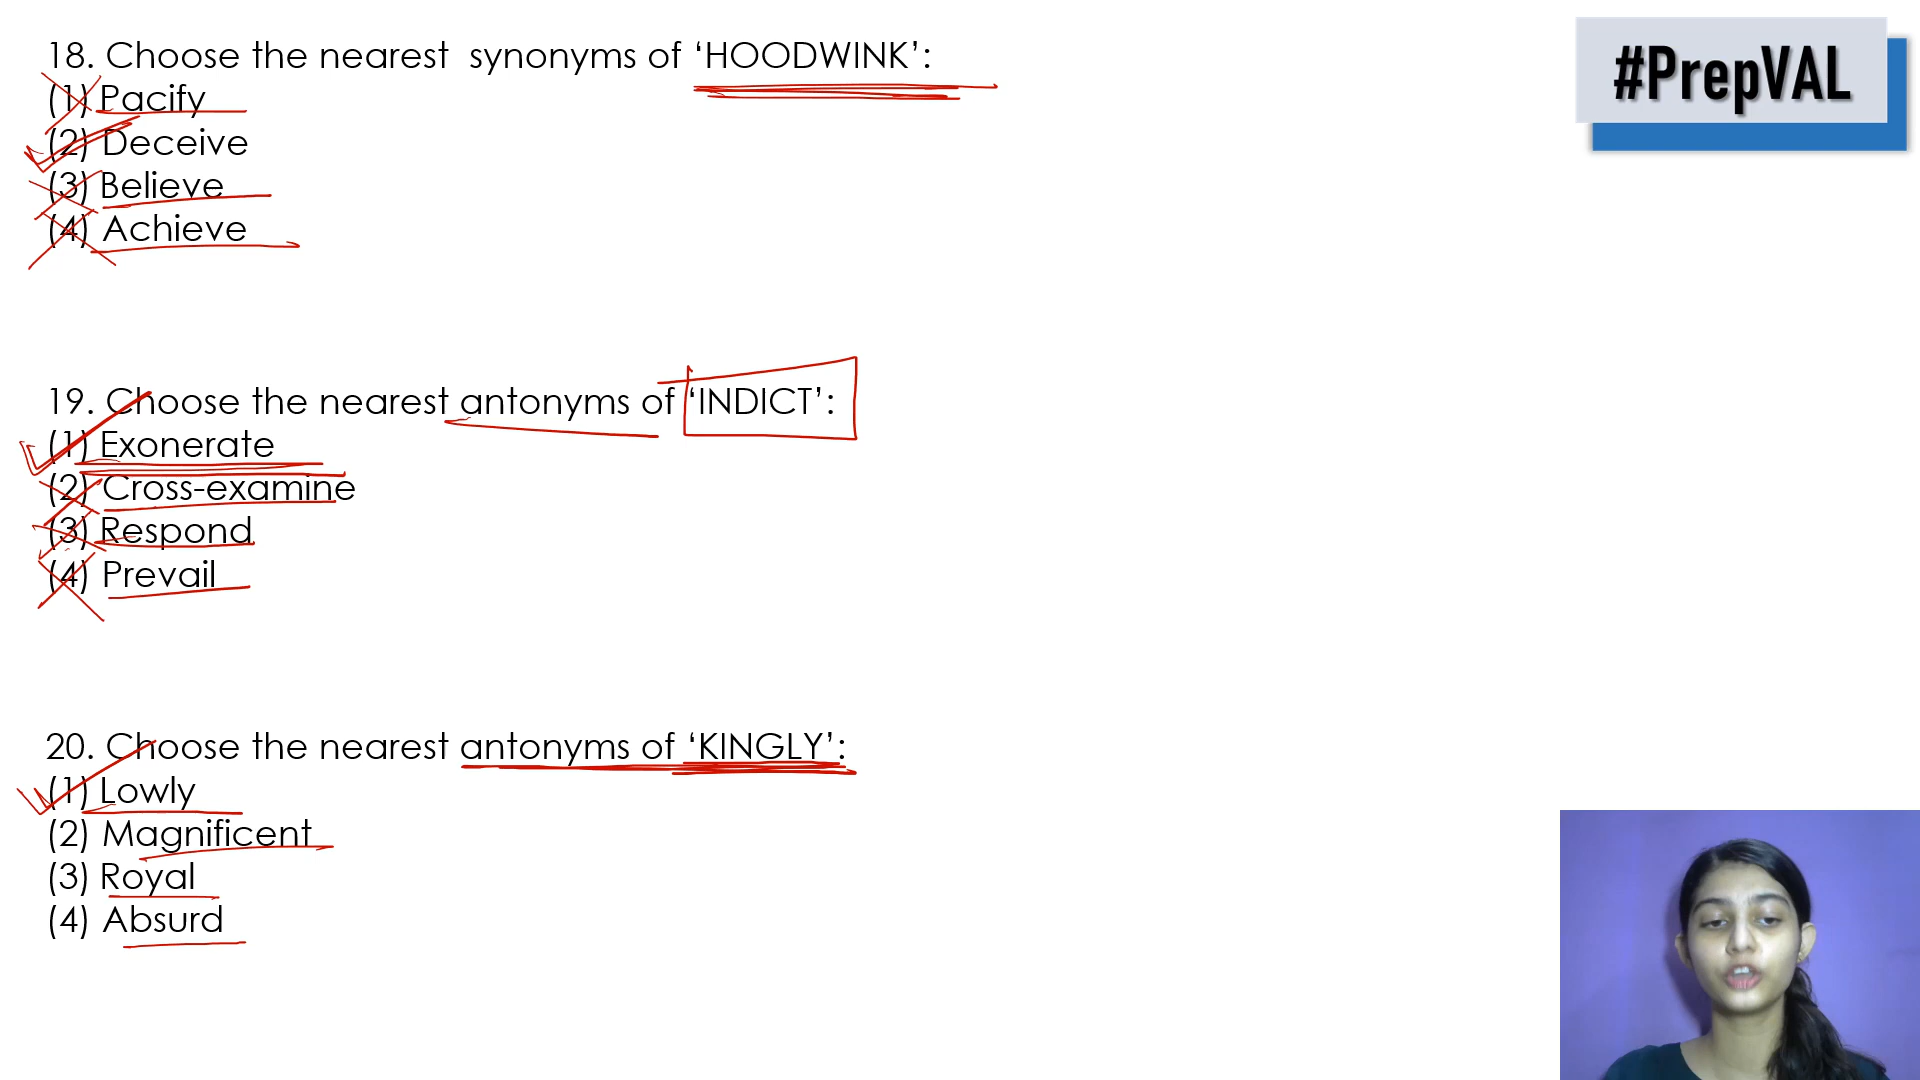 18. Choose the nearest synonyms of ‘HOODWINK’:
(1) Pacify
(2) Deceive
(3) Believe
(4) Achieve
19. Choose the nearest antonyms of ‘INDICT’:
(1) Exonerate
(2) Cross-examine
(3) Respond
(4) Prevail
20. Choose the nearest antonyms of ‘KINGLY’:
(1) Lowly
(2) Magnificent
(3) Royal
(4) Absurd
#PrepVAL